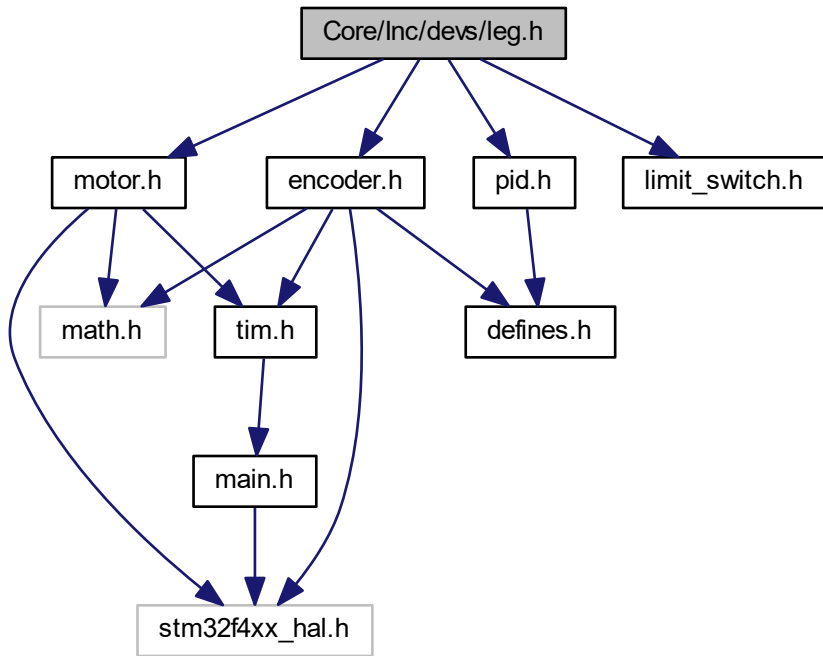 Core/Inc/devs/leg.h
motor.h
encoder.h
pid.h
limit_switch.h
math.h
tim.h
defines.h
main.h
stm32f4xx_hal.h